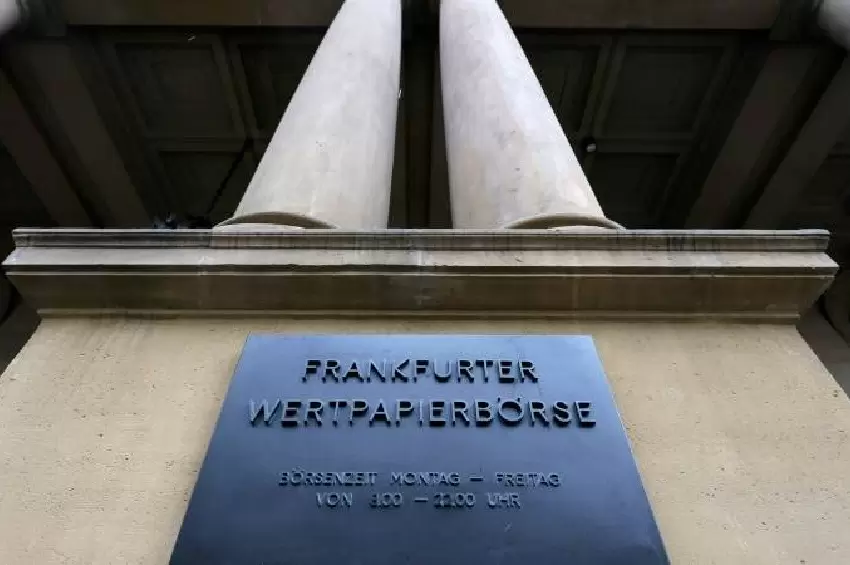 FRANKFURTER
WERTPAPIERBÖRSE
BÖRSENZEIT MONTAG – FREITAG
VON 8.00 – 22.00 UHR